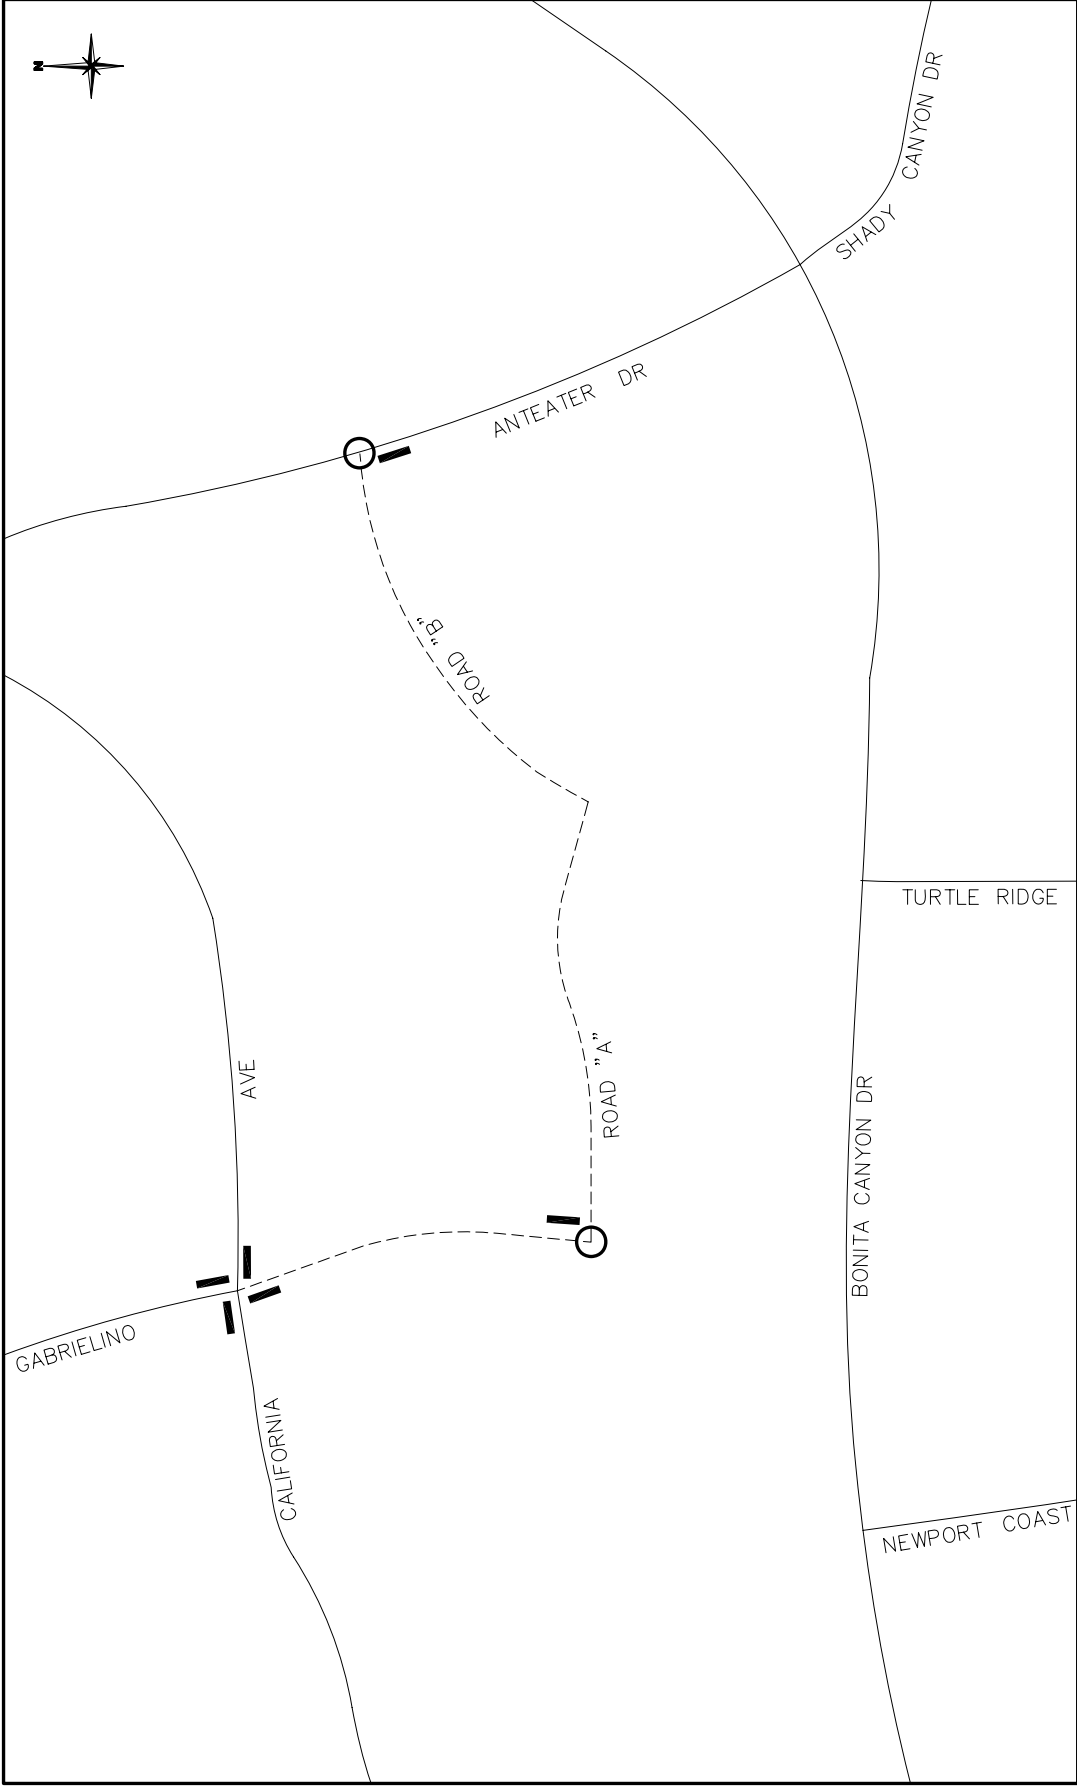 N
SHADY CANYON DR
ANTEATER DR
ROAD "B"
TURTLE RIDGE
AVE
ROAD "A"
BONITA CANYON DR
GABRIELINO
CALIFORNIA
NEWPORT COAST